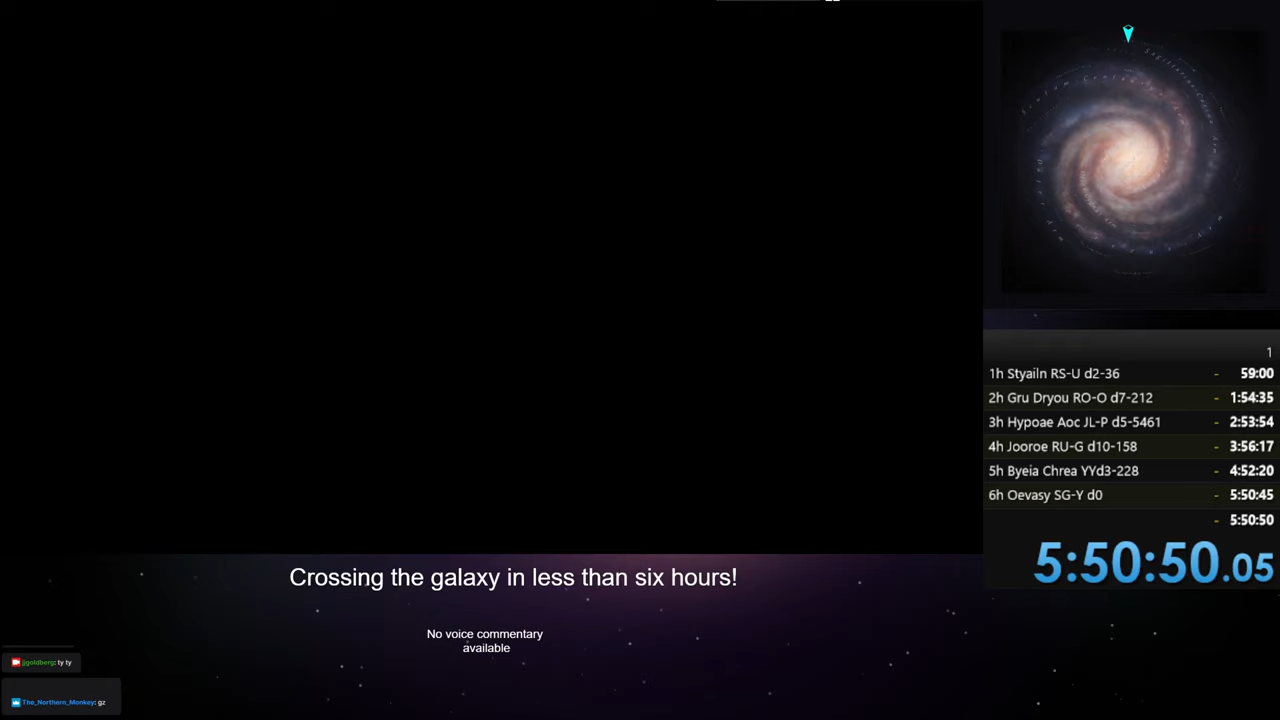 1
1h Styailn RS-U d2-36 - 59:00
2h Gru Dryou RO-O d7-212 - 1:54:35
3h Hypoae Aoc JL-P d5-5461 - 2:53:54
4h Jooroe RU-G d10-158 - 3:56:17
5h Byeia Chrea YYd3-228 - 4:52:20
6h Oevasy SG-Y d0 - 5:50:45
- 5:50:50
5:50:50.05
Crossing the galaxy in less than six hours!
No voice commentary
available
jjgoldberg: ty ty
The_Northern_Monkey: gz